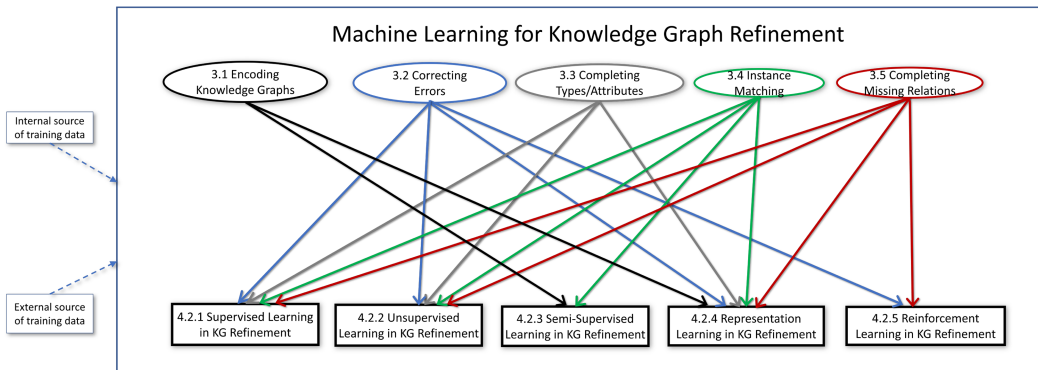 Machine Learning for Knowledge Graph Refinement
3.1 Encoding
Knowledge Graphs
3.2 Correcting
Errors
3.3 Completing
Types/Attributes
3.4 Instance
Matching
3.5 Completing
Missing Relations
Internal source
of training data
External source
of training data
4.2.1 Supervised Learning
in KG Refinement
4.2.2 Unsupervised
Learning in KG Refinement
4.2.3 Semi-Supervised
Learning in KG Refinement
4.2.4 Representation
Learning in KG Refinement
4.2.5 Reinforcement
Learning in KG Refinement